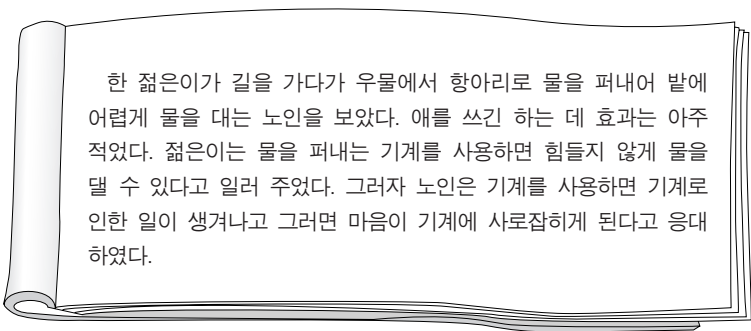 한 젊은이가 길을 가다가 우물에서 항아리로 물을 퍼내어 밭에
어렵게 물을 대는 노인을 보았다. 애를 쓰긴 하는 데 효과는 아주
적었다. 젊은이는 물을 퍼내는 기계를 사용하면 힘들지 않게 물을
댈 수 있다고 일러 주었다. 그러자 노인은 기계를 사용하면 기계로
인한 일이 생겨나고 그러면 마음이 기계에 사로잡히게 된다고 응대
하였다.